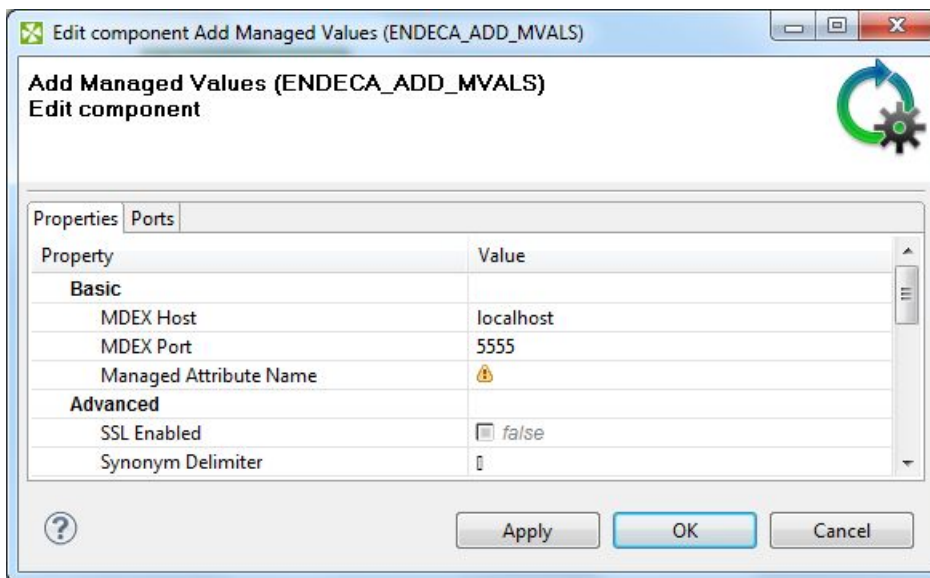 Edit component Add Managed Values (ENDECA_ADD_MVALS)
Add Managed Values (ENDECA_ADD_MVALS)
Edit component
Properties Ports
Property Value
Basic
MDEX Host localhost
MDEX Port 5555
Managed Attribute Name
Advanced
SSL Enabled false
Synonym Delimiter ▯
Apply OK Cancel